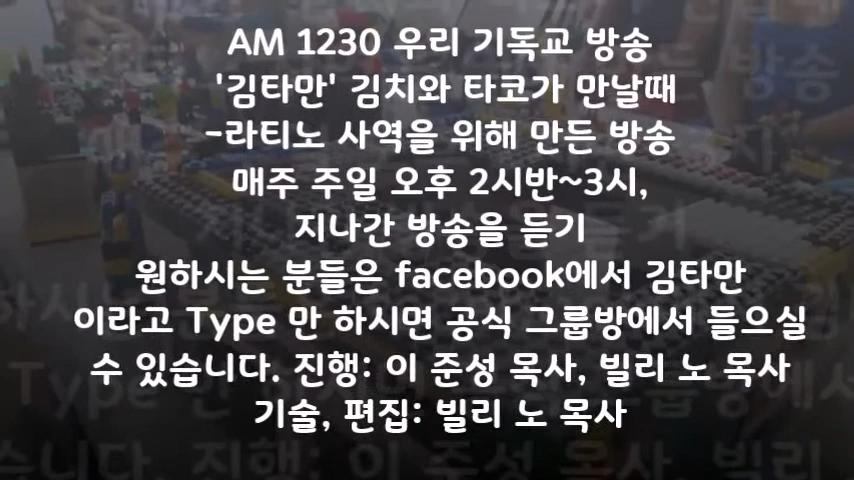 AM 1230 우리 기독교 방송
'김타만' 김치와 타코가 만날때
-라티노 사역을 위해 만든 방송
매주 주일 오후 2시반~3시,
지나간 방송을 듣기
원하시는 분들은 facebook에서 김타만
이라고 Type 만 하시면 공식 그룹방에서 들으실
수 있습니다. 진행: 이 준성 목사, 빌리 노 목사
기술, 편집: 빌리 노 목사